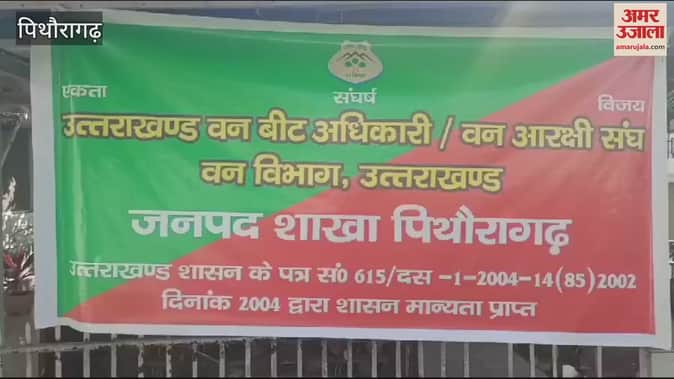 पिथौरागढ़
अमर उजाला
amarujala.com
एकता संघर्ष विजय
उत्तराखण्ड वन बीट अधिकारी / वन आरक्षी संघ
वन विभाग, उत्तराखण्ड
जनपद शाखा पिथौरागढ़
उत्तराखण्ड शासन के पत्र सं0 615/दस -1-2004-14(85)2002
दिनांक 2004 द्वारा शासन मान्यता प्राप्त